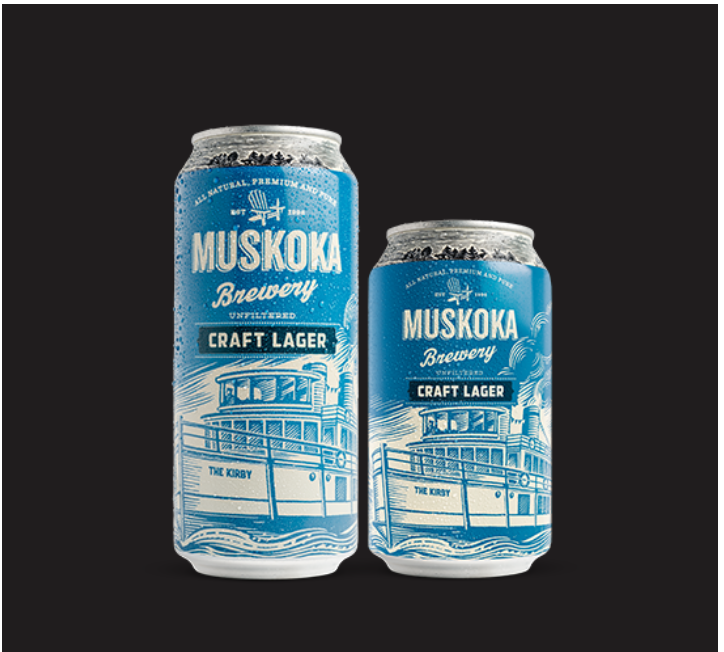 ALL NATURAL, PREMIUM AND PURE
EST 1996
MUSKOKA
Brewery
UNFILTERED
CRAFT LAGER
THE KIRBY
ALL NATURAL, PREMIUM AND PURE
EST 1996
MUSKOKA
Brewery
UNFILTERED
CRAFT LAGER
THE KIRBY